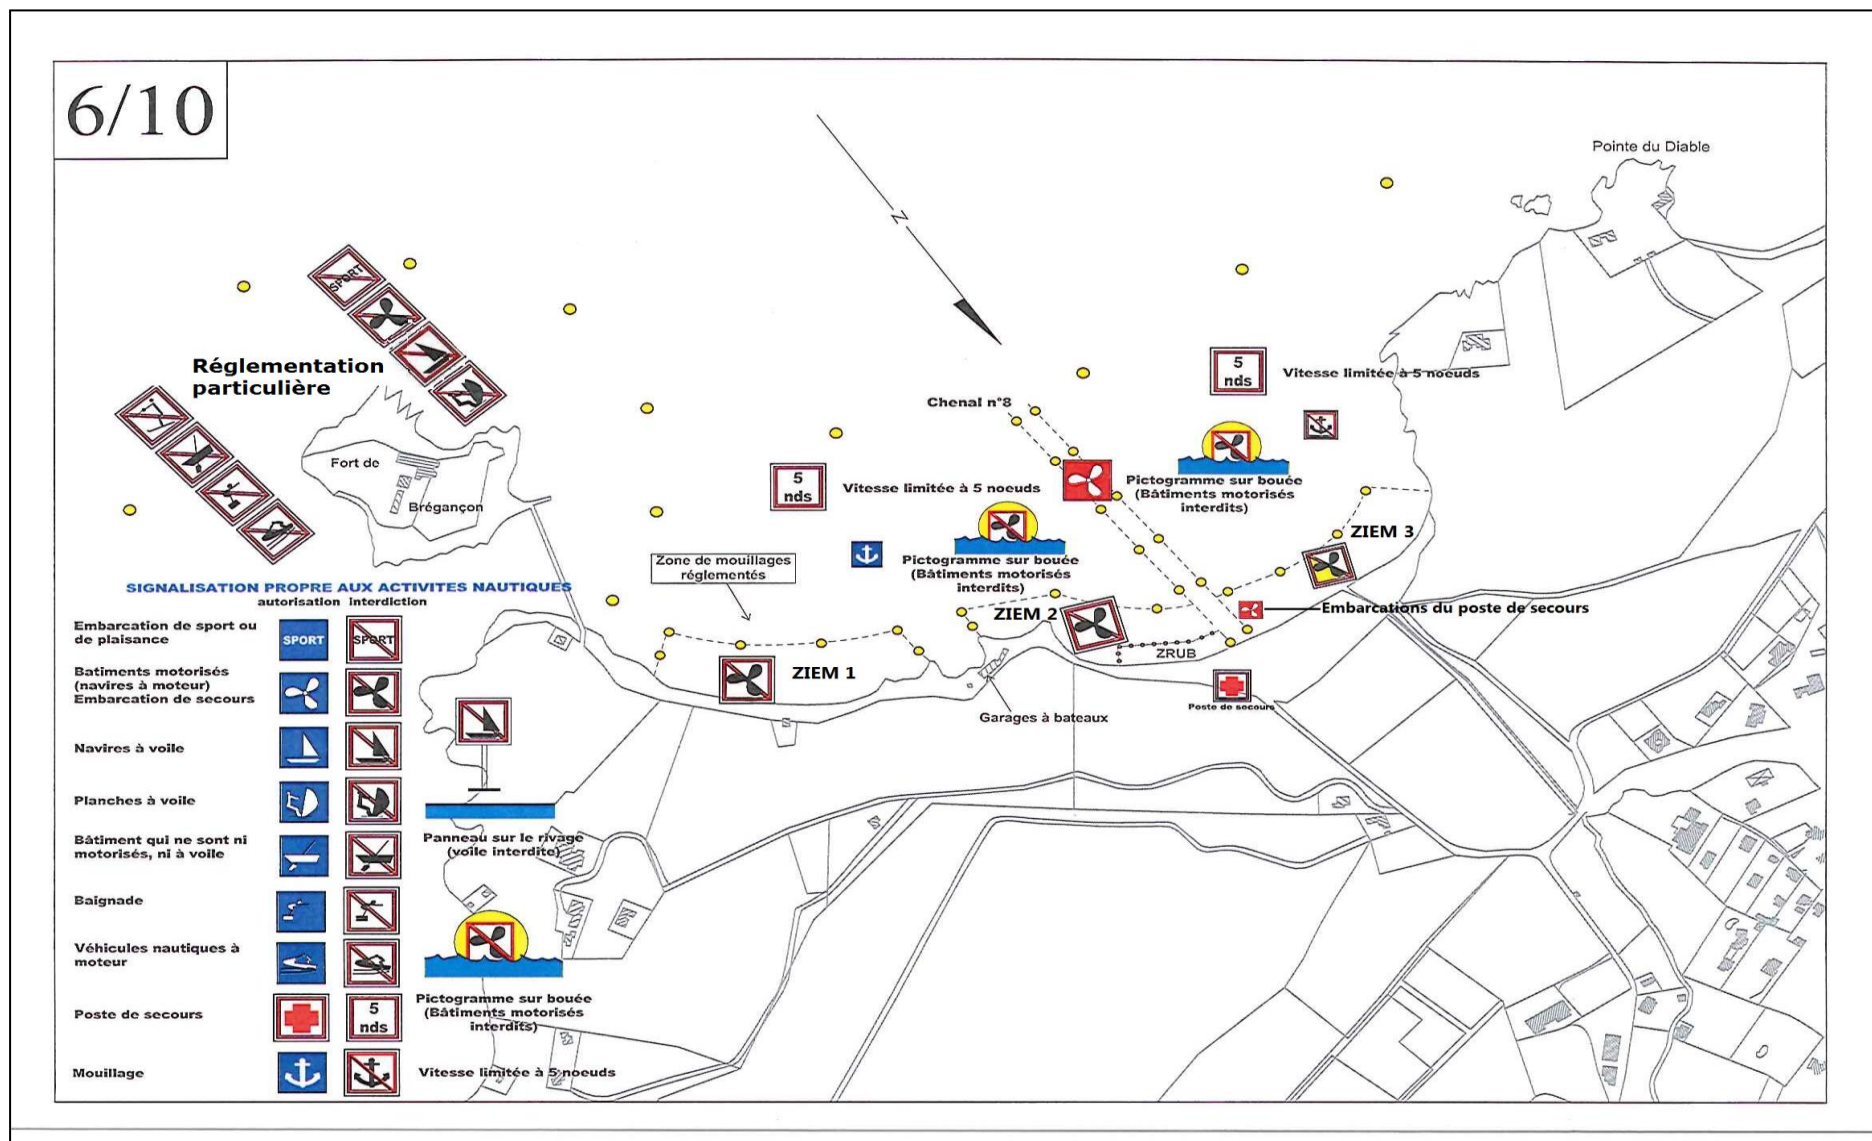 6/10
Pointe du Diable
N
SPORT
Réglementation
particulière
5
nds
Vitesse limitée à 5 noeuds
Chenal n°8
Fort de
Brégançon
5
nds
Vitesse limitée à 5 noeuds
Pictogramme sur bouée
(Bâtiments motorisés
interdits)
ZIEM 3
Zone de mouillages
réglementés
Pictogramme sur bouée
(Bâtiments motorisés
interdits)
SIGNALISATION PROPRE AUX ACTIVITES NAUTIQUES
autorisation interdiction
ZIEM 2
Embarcations du poste de secours
ZRUB
ZIEM 1
Poste de secours
Garages à bateaux
Embarcation de sport ou
de plaisance
SPORT
SPORT
Batiments motorisés
(navires à moteur)
Embarcation de secours
Navires à voile
Planches à voile
Panneau sur le rivage
(voile interdite)
Bâtiment qui ne sont ni
motorisés, ni à voile
Baignade
Véhicules nautiques à
moteur
Pictogramme sur bouée
(Bâtiments motorisés
interdits)
Poste de secours
5
nds
Mouillage
Vitesse limitée à 5 noeuds